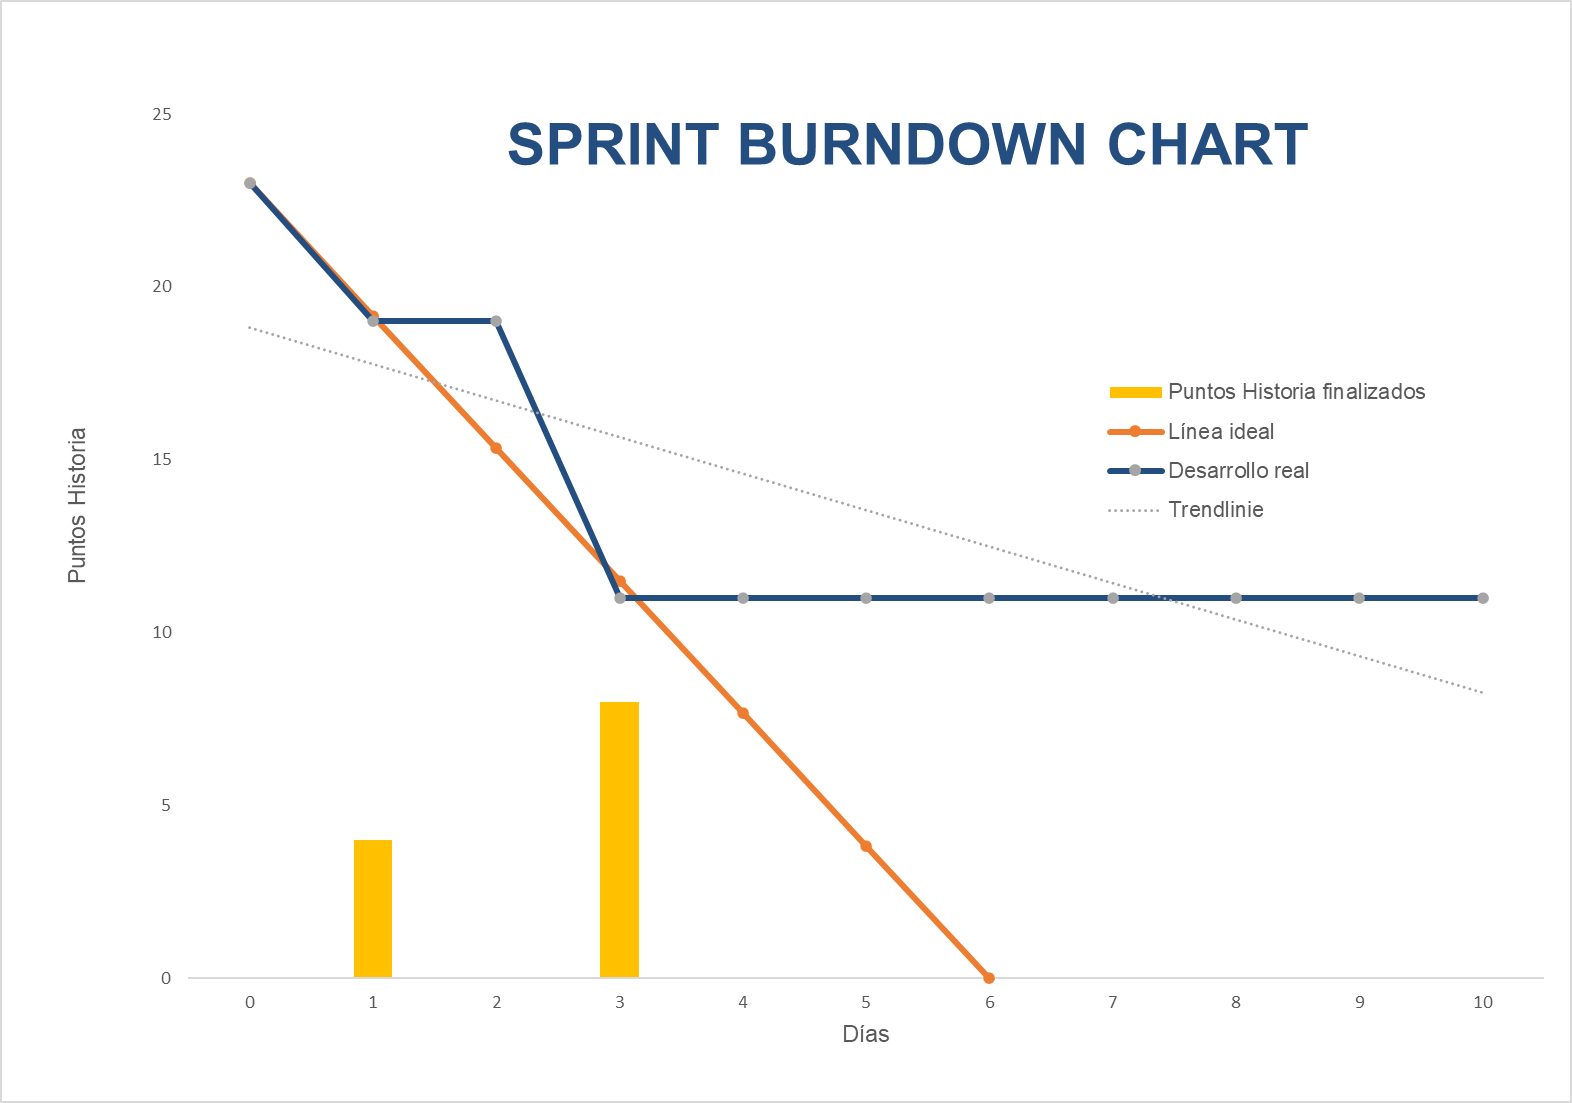 SPRINT BURNDOWN CHART
25
20
15
10
5
0
Puntos Historia
Puntos Historia finalizados
Línea ideal
Desarrollo real
Trendlinie
0 1 2 3 4 5 6 7 8 9 10
Días